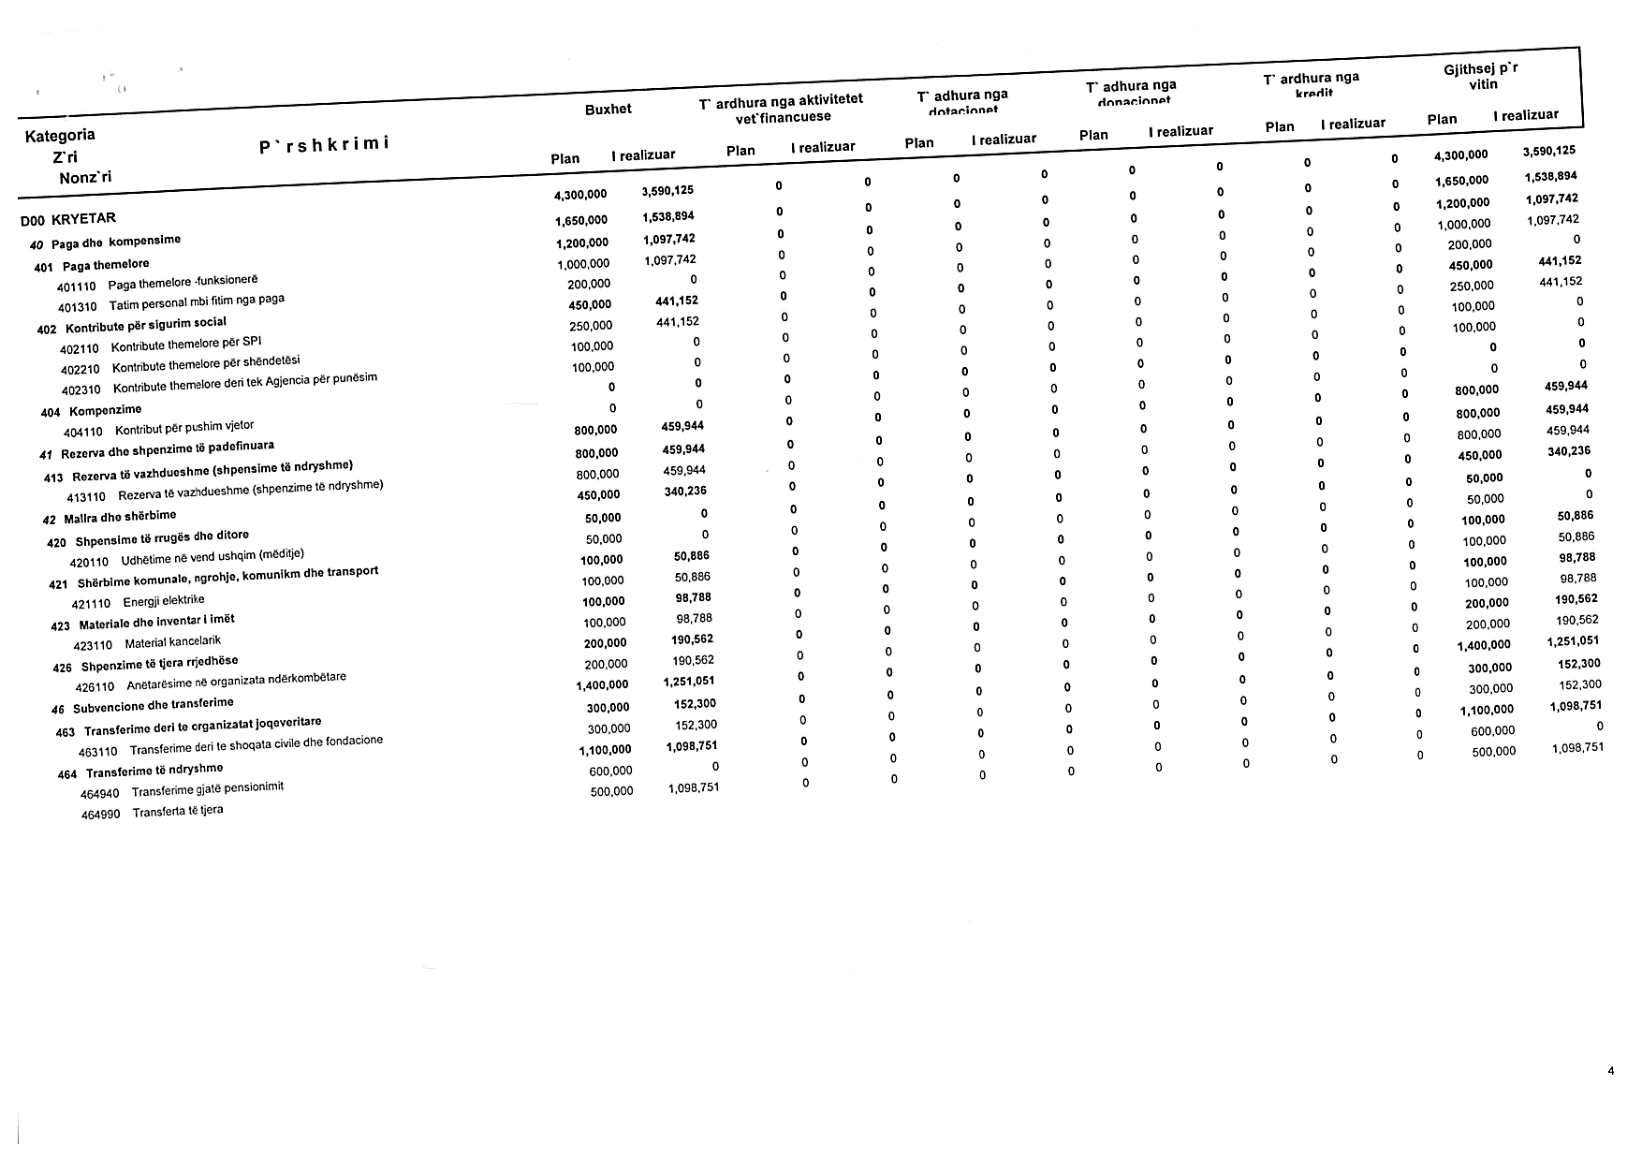 Kategoria
Z`ri
Nonz`ri
P`rshkrimi
Buxhet
T` ardhura nga aktivitetet
vet`financuese
T` adhura nga
dotacionet
T` adhura nga
donacionet
T` ardhura nga
kredit
Gjithsej p`r
vitin
Plan I realizuar Plan I realizuar Plan I realizuar Plan I realizuar Plan I realizuar Plan I realizuar
D00 KRYETAR 4,300,000 3,590,125 0 0 0 0 0 0 0 0 4,300,000 3,590,125
40 Paga dhe kompensime 1,650,000 1,538,894 0 0 0 0 0 0 0 0 1,650,000 1,538,894
401 Paga themelore 1,200,000 1,097,742 0 0 0 0 0 0 0 0 1,200,000 1,097,742
401110 Paga themelore -funksionerë 1,000,000 1,097,742 0 0 0 0 0 0 0 0 1,000,000 1,097,742
401310 Tatim personal mbi fitim nga paga 200,000 0 0 0 0 0 0 0 0 0 200,000 0
402 Kontribute për sigurim social 450,000 441,152 0 0 0 0 0 0 0 0 450,000 441,152
402110 Kontribute themelore për SPI 250,000 441,152 0 0 0 0 0 0 0 0 250,000 441,152
402210 Kontribute themelore për shëndetësi 100,000 0 0 0 0 0 0 0 0 0 100,000 0
402310 Kontribute themelore deri tek Agjencia për punësim 100,000 0 0 0 0 0 0 0 0 0 100,000 0
404 Kompenzime 0 0 0 0 0 0 0 0 0 0 0 0
404110 Kontribut për pushim vjetor 0 0 0 0 0 0 0 0 0 0 0 0
41 Rezerva dhe shpenzime të padefinuara 800,000 459,944 0 0 0 0 0 0 0 0 800,000 459,944
413 Rezerva të vazhdueshme (shpensime të ndryshme) 800,000 459,944 0 0 0 0 0 0 0 0 800,000 459,944
413110 Rezerva të vazhdueshme (shpenzime të ndryshme) 800,000 459,944 0 0 0 0 0 0 0 0 800,000 459,944
42 Mallra dhe shërbime 450,000 340,236 0 0 0 0 0 0 0 0 450,000 340,236
420 Shpensime të rrugës dhe ditore 50,000 0 0 0 0 0 0 0 0 0 50,000 0
420110 Udhëtime në vend ushqim (mëditje) 50,000 0 0 0 0 0 0 0 0 0 50,000 0
421 Shërbime komunale, ngrohje, komunikm dhe transport 100,000 50,886 0 0 0 0 0 0 0 0 100,000 50,886
421110 Energji elektrike 100,000 50,886 0 0 0 0 0 0 0 0 100,000 50,886
423 Materiale dhe inventar i imët 100,000 98,788 0 0 0 0 0 0 0 0 100,000 98,788
423110 Material kancelarik 100,000 98,788 0 0 0 0 0 0 0 0 100,000 98,788
426 Shpenzime të tjera rrjedhëse 200,000 190,562 0 0 0 0 0 0 0 0 200,000 190,562
426110 Anëtarësime në organizata ndërkombëtare 200,000 190,562 0 0 0 0 0 0 0 0 200,000 190,562
46 Subvencione dhe transferime 1,400,000 1,251,051 0 0 0 0 0 0 0 0 1,400,000 1,251,051
463 Transferime deri te organizatat joqeveritare 300,000 152,300 0 0 0 0 0 0 0 0 300,000 152,300
463110 Transferime deri te shoqata civile dhe fondacione 300,000 152,300 0 0 0 0 0 0 0 0 300,000 152,300
464 Transferime të ndryshme 1,100,000 1,098,751 0 0 0 0 0 0 0 0 1,100,000 1,098,751
464940 Transferime gjatë pensionimit 600,000 0 0 0 0 0 0 0 0 0 600,000 0
464990 Transferta të tjera 500,000 1,098,751 0 0 0 0 0 0 0 0 500,000 1,098,751
4